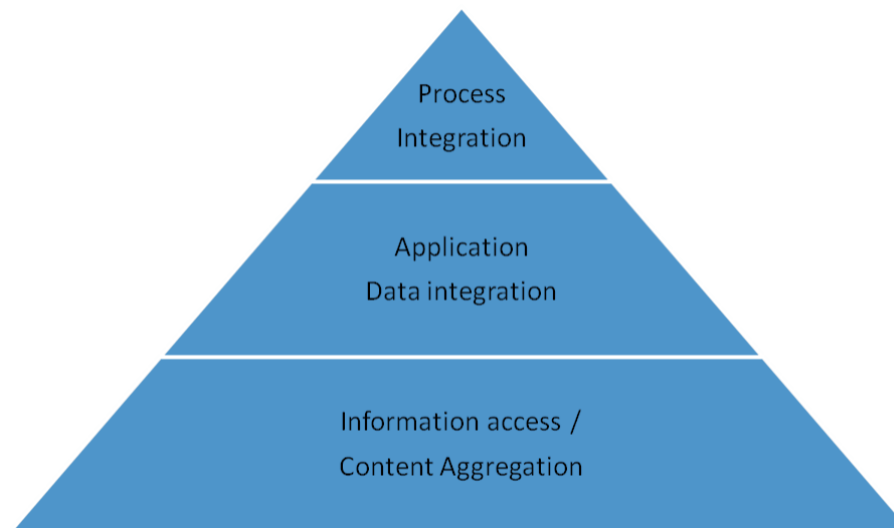 Process
Integration
Application
Data integration
Information access /
Content Aggregation